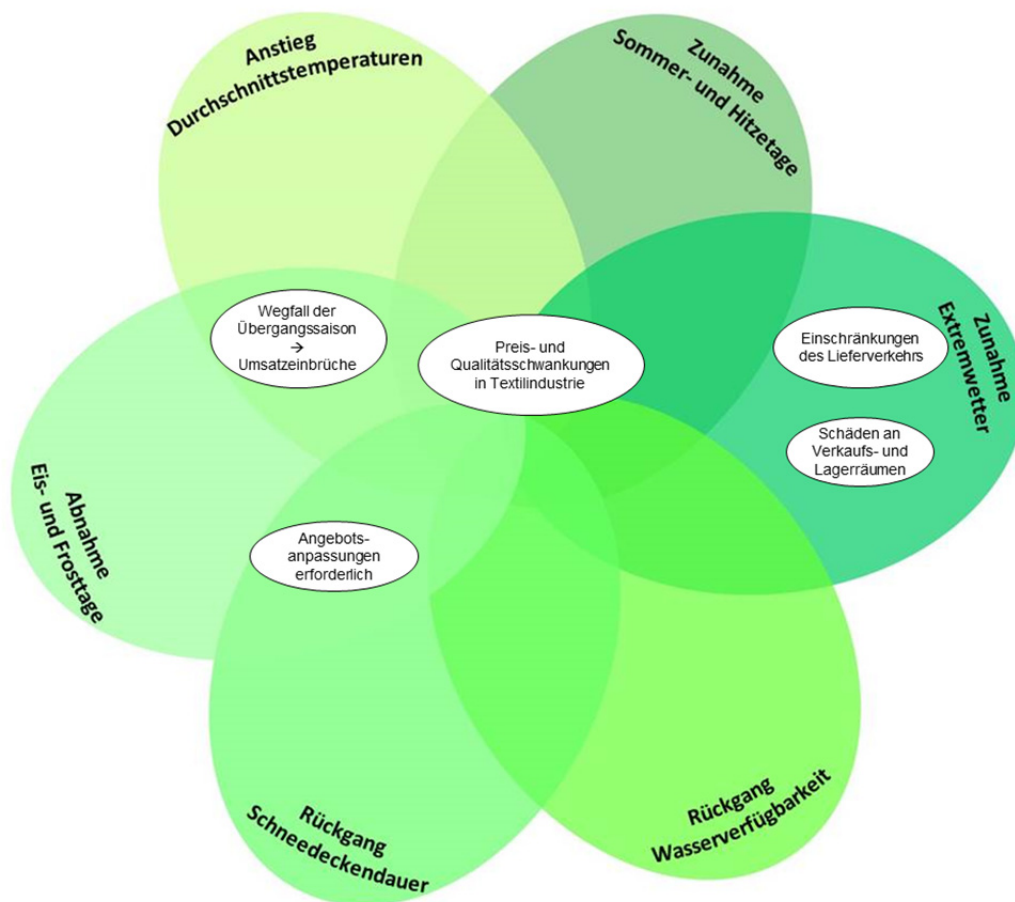 Anstieg
Durchschnittstemperaturen
Zunahme
Sommer- und Hitzetage
Wegfall der
Übergangssaison
→
Umsatzeinbrüche
Preis- und
Qualitätsschwankungen
in Textilindustrie
Einschränkungen
des Lieferverkehrs
Zunahme
Extremwetter
Schäden an
Verkaufs- und
Lagerräumen
Abnahme
Eis- und Frosttage
Angebots-
anpassungen
erforderlich
Rückgang
Schneedeckendauer
Rückgang
Wasserverfügbarkeit